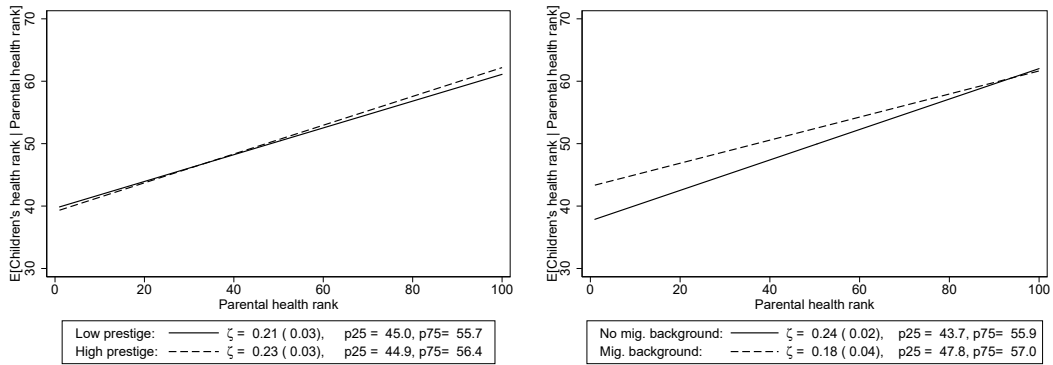 E[Children's health rank | Parental health rank]
70
60
50
40
30
0 20 40 60 80 100
Parental health rank
Low prestige: ζ = 0.21 ( 0.03), p25 = 45.0, p75= 55.7
High prestige: ζ = 0.23 ( 0.03), p25 = 44.9, p75= 56.4
E[Children's health rank | Parental health rank]
70
60
50
40
30
0 20 40 60 80 100
Parental health rank
No mig. background: ζ = 0.24 ( 0.02), p25 = 43.7, p75= 55.9
Mig. background: ζ = 0.18 ( 0.04), p25 = 47.8, p75= 57.0